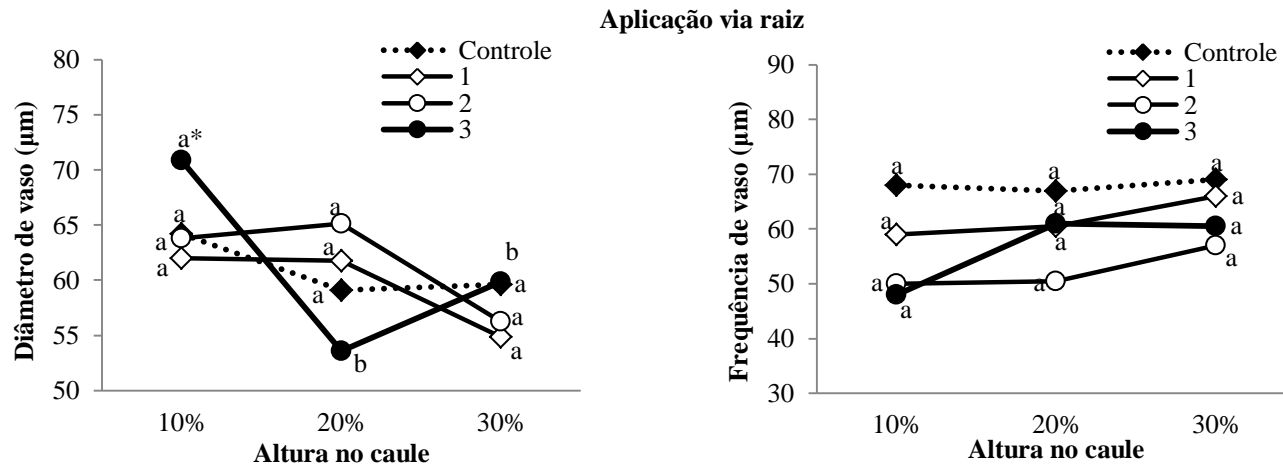 Aplicação via raiz
Diâmetro de vaso (µm)
80
75
70
65
60
55
50
Controle
1
2
3
a*
a
a
a
a
a
a
b
b
a
a
a
10%
20%
30%
Altura no caule
Frequência de vaso (µm)
90
80
70
60
50
40
30
Controle
1
2
3
a
a
a
a
a
a
a
a
a
a
a
a
10%
20%
30%
Altura no caule